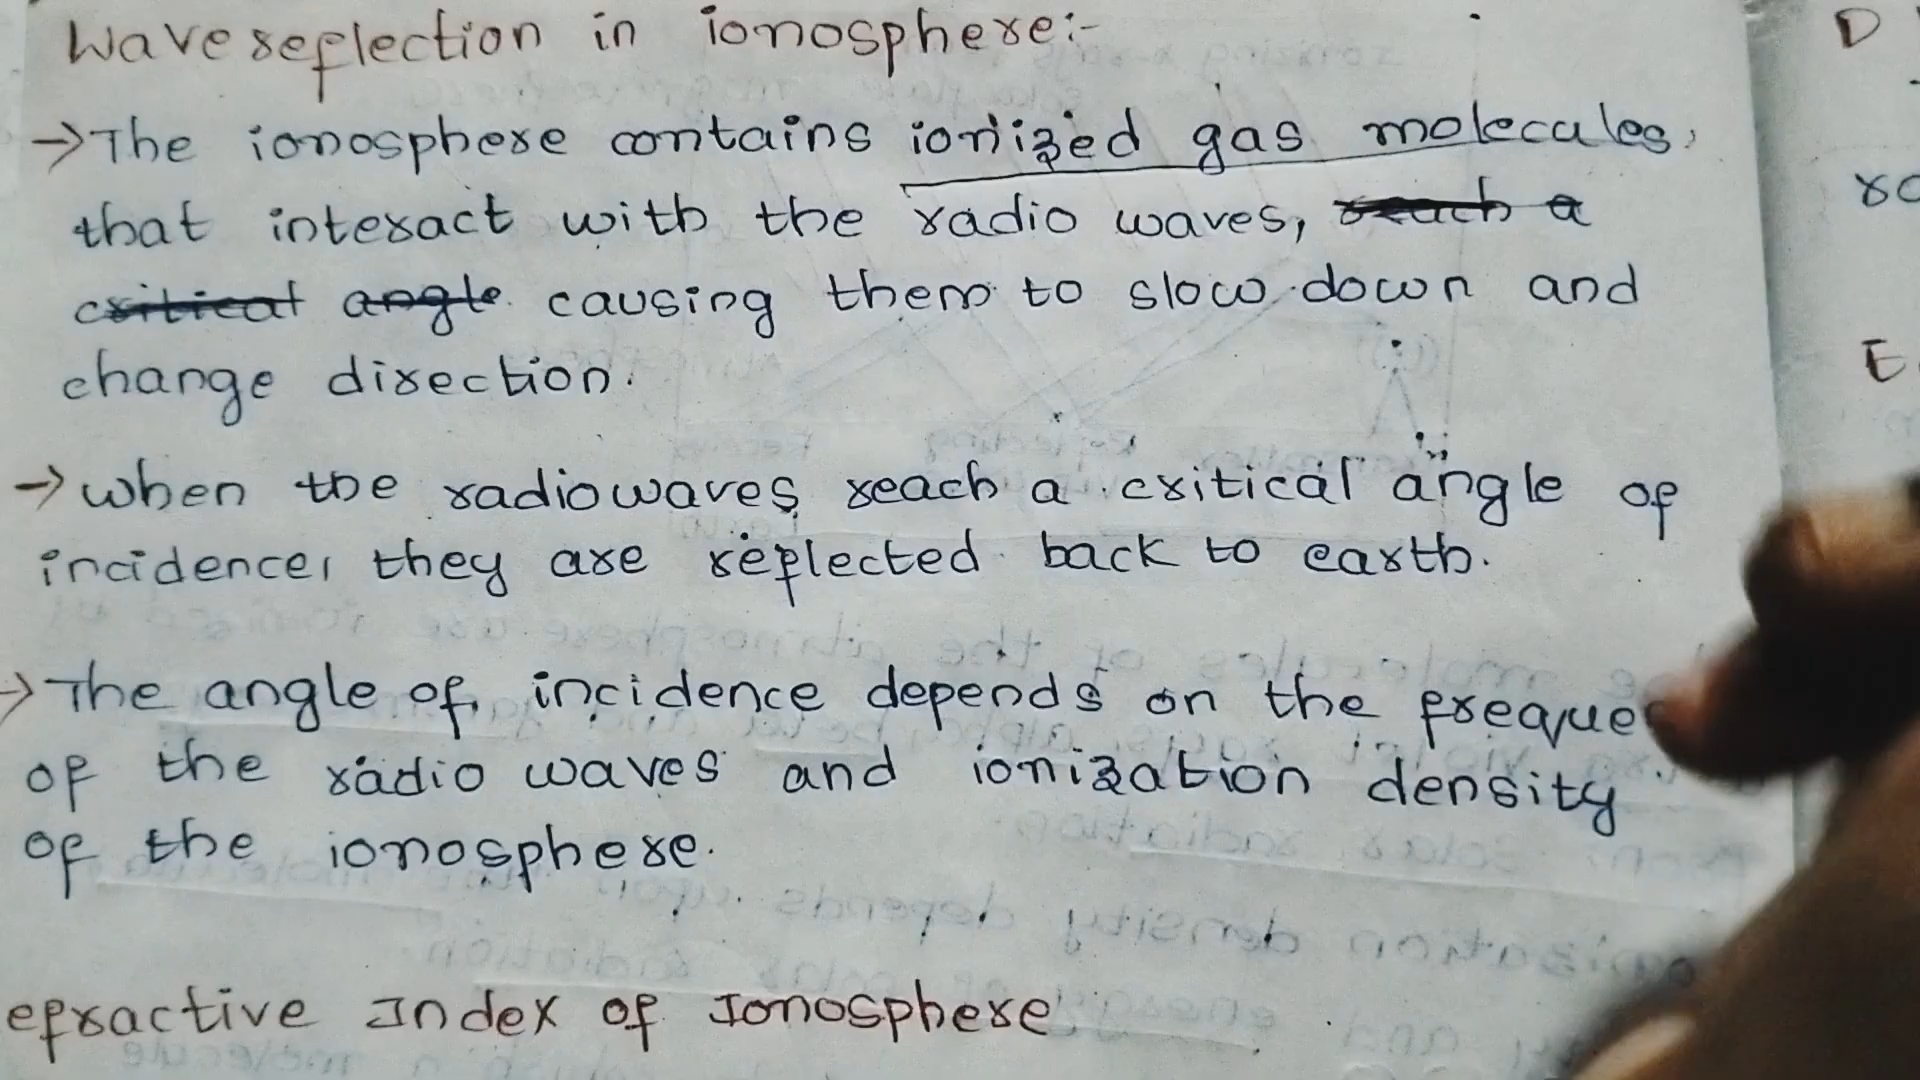 Wave reflection in ionosphere:-
→The ionosphere contains ionized gas molecules,
that interact with the radio waves, reach a
critical angle causing them to slow down and
change direction.
→ when the radiowaves reach a critical angle of
incidence, they are reflected back to earth.
→ The angle of incidence depends on the freque
of the radio waves and ionization density
of the ionosphere.
efractive Index of Ionosphere
D
E